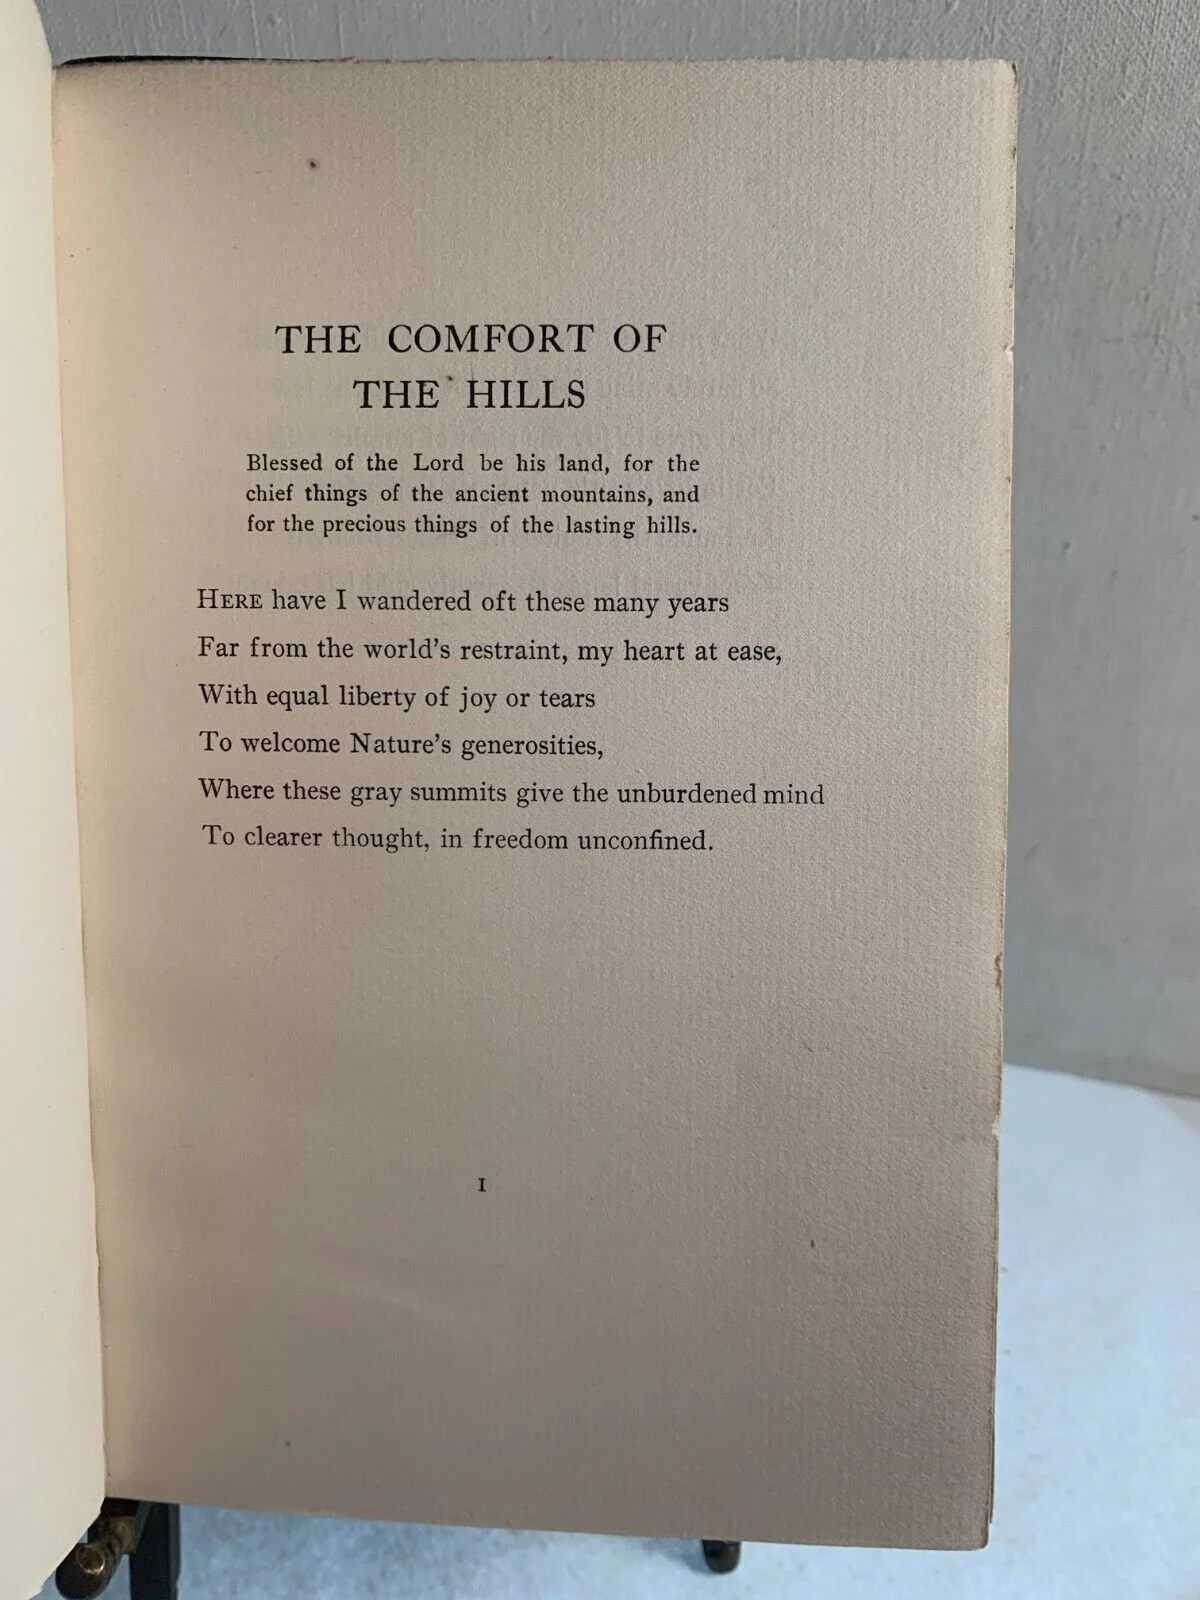 THE COMFORT OF
THE HILLS
Blessed of the Lord be his land, for the
chief things of the ancient mountains, and
for the precious things of the lasting hills.
HERE have I wandered oft these many years
Far from the world's restraint, my heart at ease,
With equal liberty of joy or tears
To welcome Nature's generosities,
Where these gray summits give the unburdened mind
To clearer thought, in freedom unconfined.
1